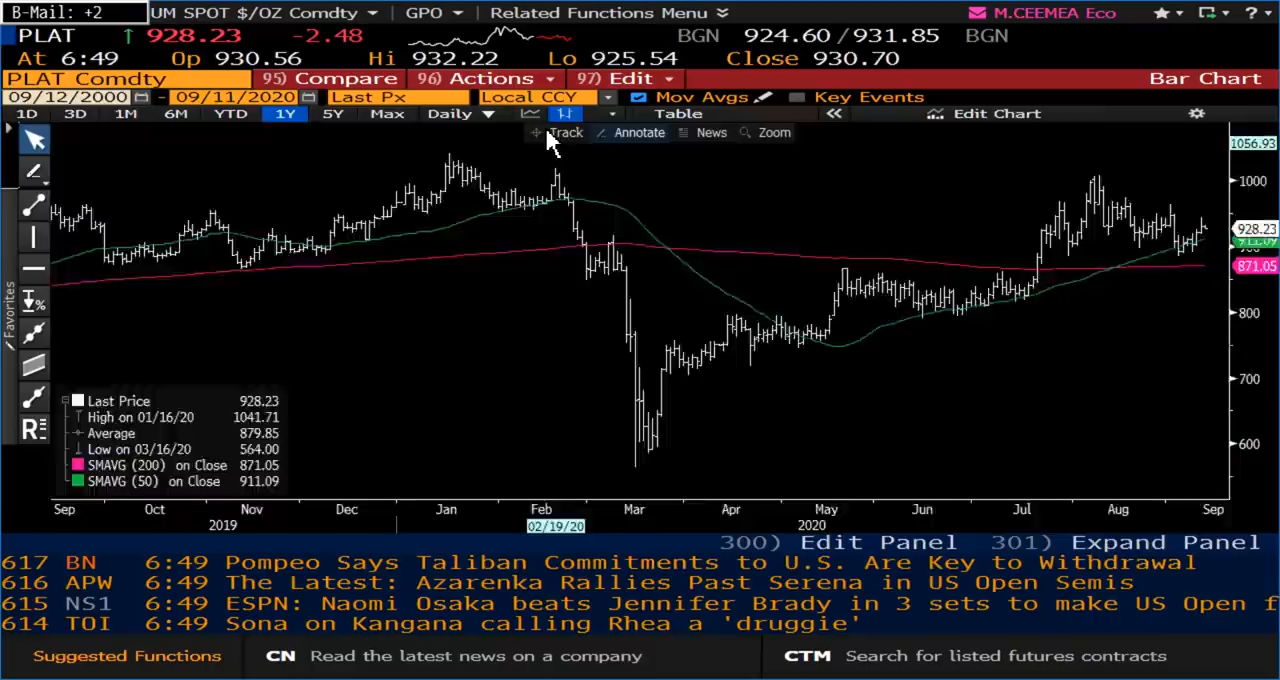 B-Mail: +2 UM SPOT $/OZ Comdty GPO Related Functions Menu M.CEEMEA Eco ?
PLAT ↑ 928.23 -2.48 BGN 924.60/931.85 BGN
At 6:49 Op 930.56 Hi 932.22 Lo 925.54 Close 930.70
PLAT Comdty 95) Compare 96) Actions 97) Edit Bar Chart
09/12/2000 - 09/11/2020 Last Px Local CCY Mov Avgs Key Events
1D 3D 1M 6M YTD 1Y 5Y Max Daily Table Edit Chart
Track Annotate News Zoom
1056.93
1000
928.23
911.09
871.05
800
700
600
Favorites
%
R
Last Price 928.23
High on 01/16/20 1041.71
Average 879.85
Low on 03/16/20 564.00
SMAVG (200) on Close 871.05
SMAVG (50) on Close 911.09
Sep Oct Nov Dec Jan Feb Mar Apr May Jun Jul Aug Sep
2019 02/19/20 2020
300) Edit Panel 301) Expand Panel
617 BN 6:49 Pompeo Says Taliban Commitments to U.S. Are Key to Withdrawal
616 APW 6:49 The Latest: Azarenka Rallies Past Serena in US Open Semis
615 NS1 6:49 ESPN: Naomi Osaka beats Jennifer Brady in 3 sets to make US Open f
614 TOI 6:49 Sona on Kangana calling Rhea a 'druggie'
Suggested Functions CN Read the latest news on a company CTM Search for listed futures contracts